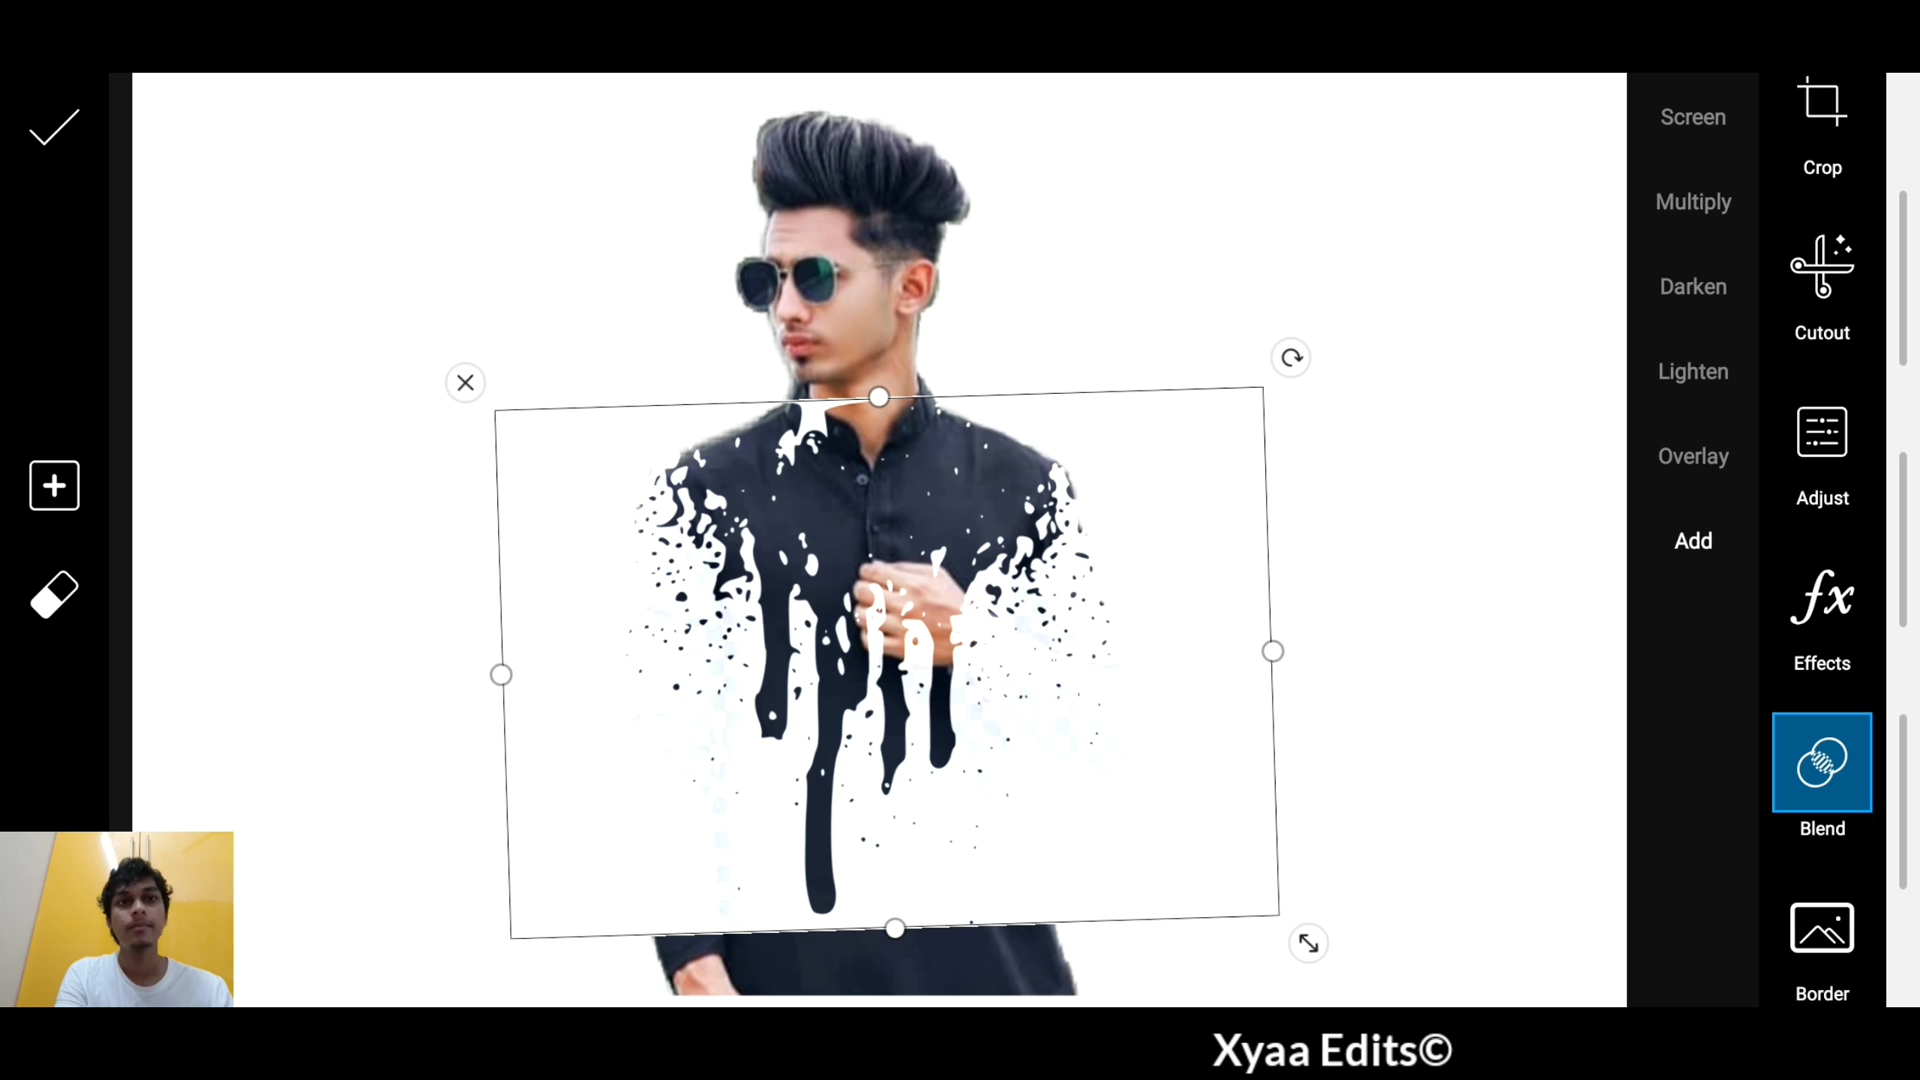 Screen
Multiply
Darken
Lighten
Overlay
Add
Crop
Cutout
Adjust
fx
Effects
Blend
Border
Xyaa Edits©